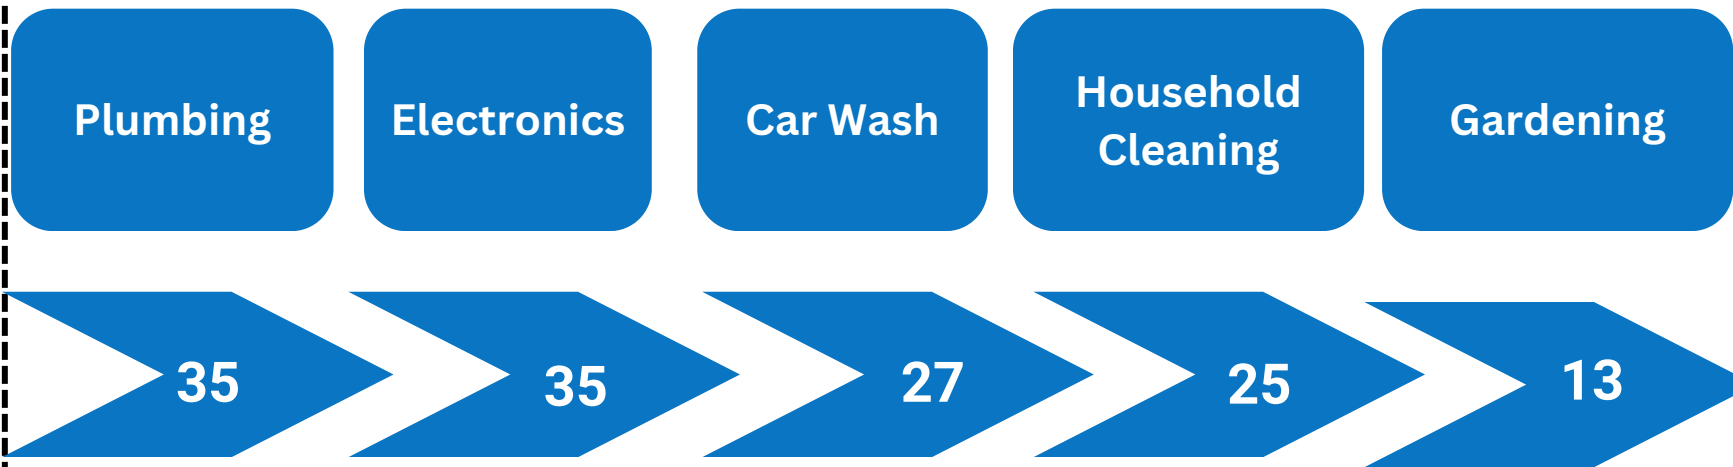 Plumbing
Electronics
Car Wash
Household
Cleaning
Gardening
35
35
27
25
13